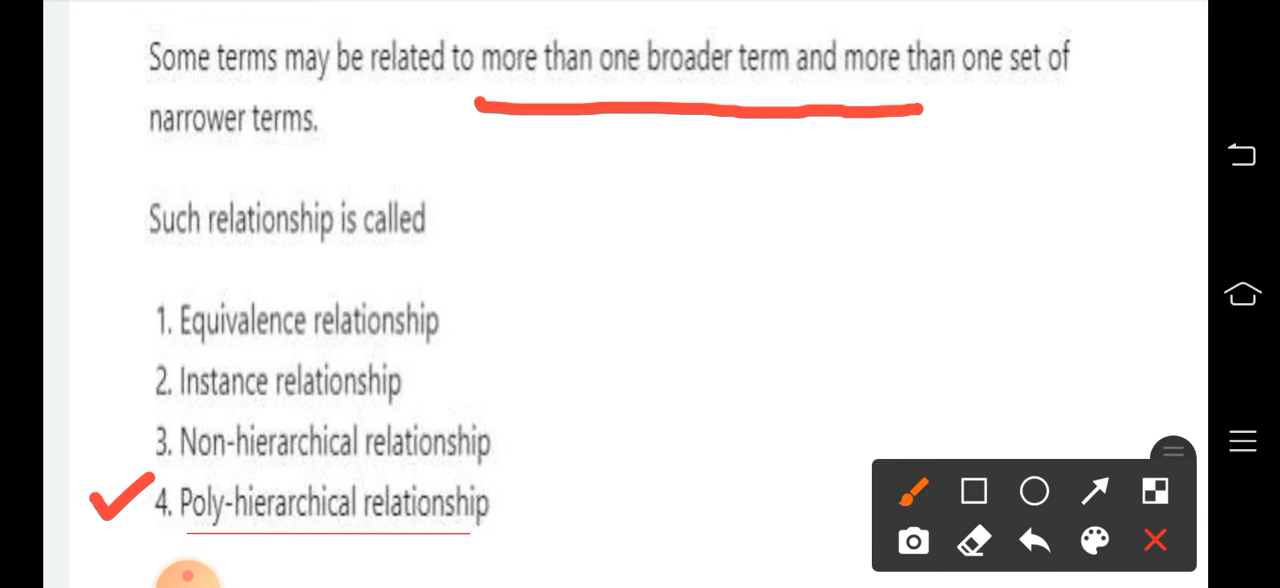 Some terms may be related to more than one broader term and more than one set of
narrower terms.
Such relationship is called
1. Equivalence relationship
2. Instance relationship
3. Non-hierarchical relationship
4. Poly-hierarchical relationship